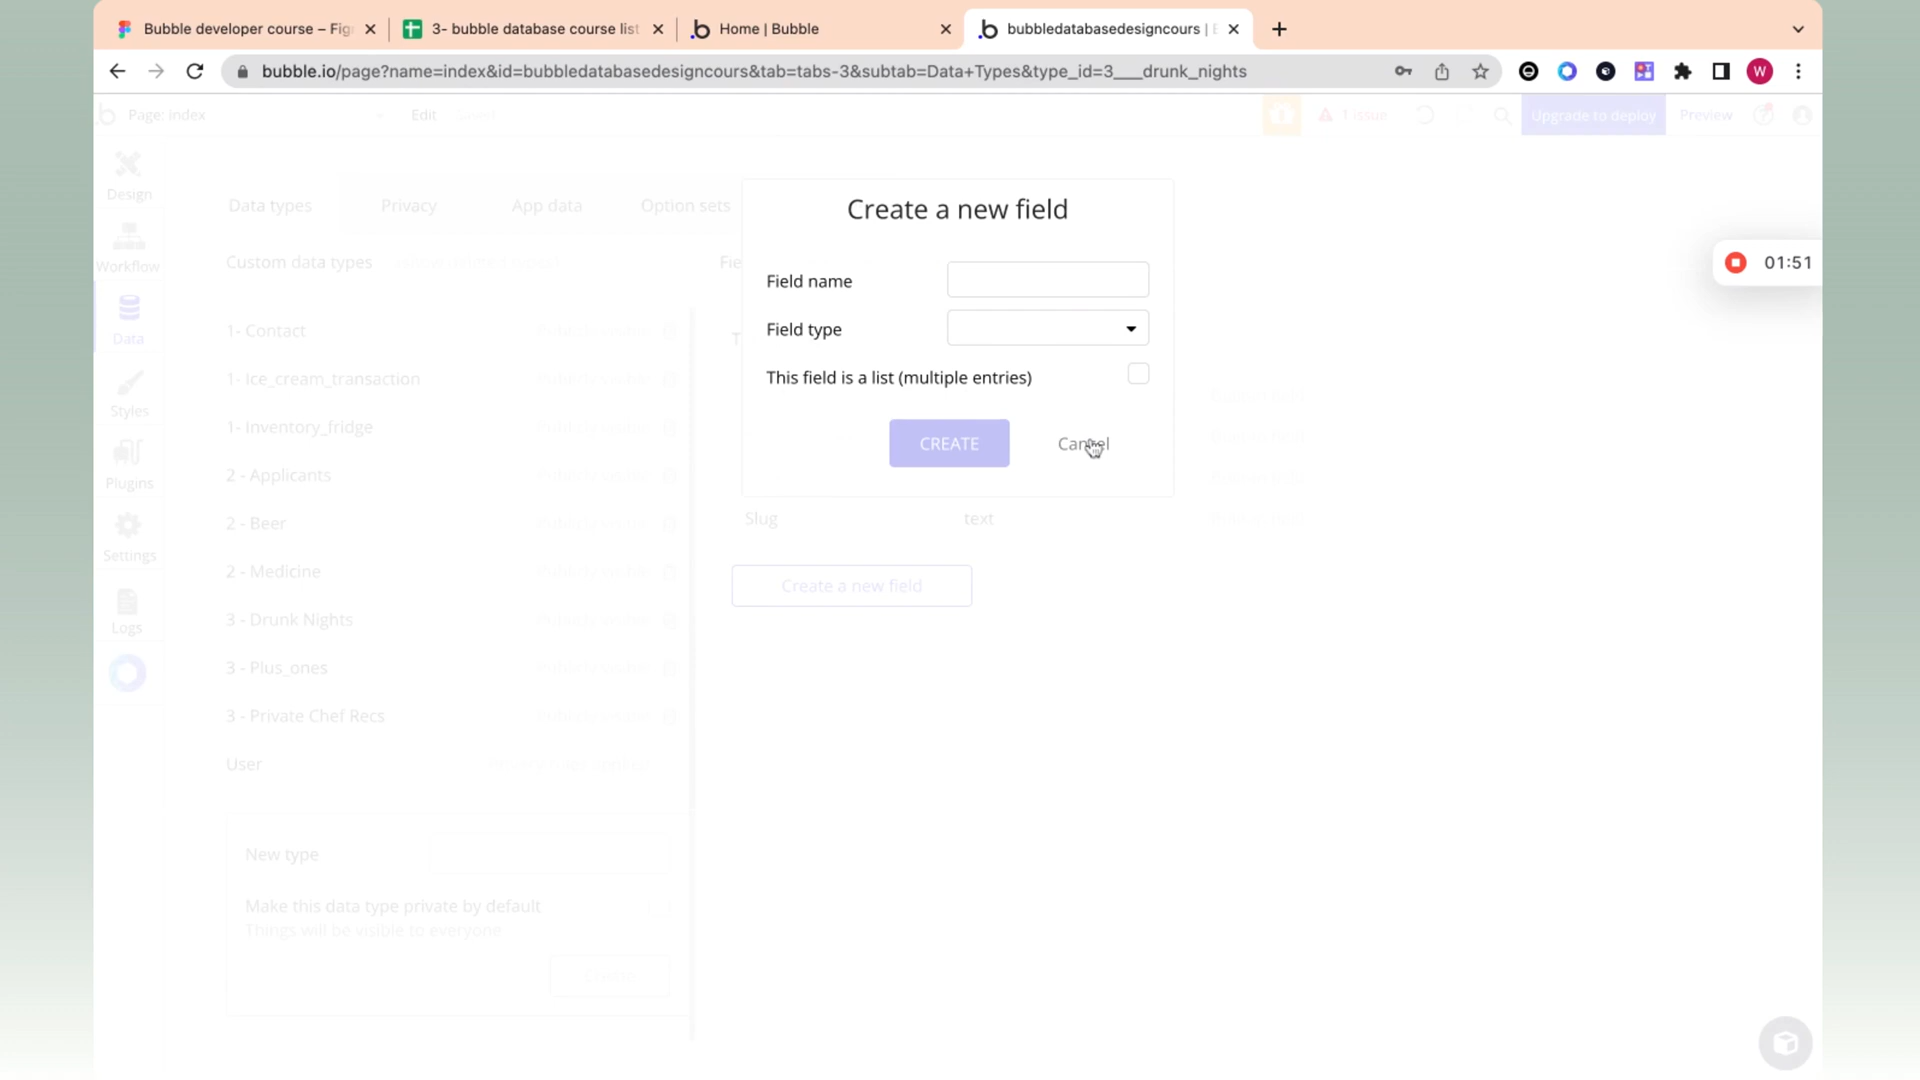 Bubble developer course – Fig
3- bubble database course list
Home | Bubble
bubbledatabasedesigncours | E
bubble.io/page?name=index&id=bubbledatabasedesigncours&tab=tabs-3&subtab=Data+Types&type_id=3___drunk_nights
W
Page: index
Edit
Saved
1 issue
Upgrade to deploy
Preview
Design
Workflow
Data
Styles
Plugins
Settings
Logs
Data types
Privacy
App data
Option sets
Custom data types
Fie
1- Contact
1- Ice_cream_transaction
1- Inventory_fridge
2 - Applicants
2 - Beer
2 - Medicine
3 - Drunk Nights
3 - Plus_ones
3 - Private Chef Recs
User
New type
Make this data type private by default
Things will be visible to everyone
Create a new field
Field name
Field type
This field is a list (multiple entries)
CREATE
Cancel
Slug
text
Create a new field
01:51